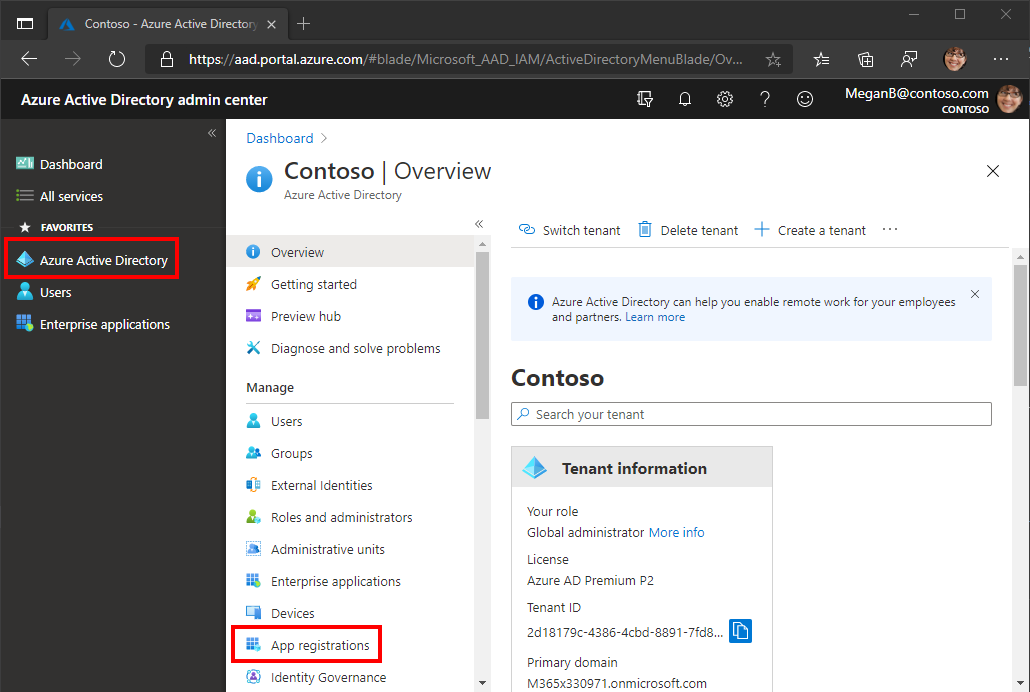 Contoso - Azure Active Directory
https://aad.portal.azure.com/#blade/Microsoft_AAD_IAM/ActiveDirectoryMenuBlade/Ov...
Azure Active Directory admin center
MeganB@contoso.com
CONTOSO
Dashboard
All services
FAVORITES
Azure Active Directory
Users
Enterprise applications
Dashboard
Contoso | Overview
Azure Active Directory
Overview
Getting started
Preview hub
Diagnose and solve problems
Manage
Users
Groups
External Identities
Roles and administrators
Administrative units
Enterprise applications
Devices
App registrations
Identity Governance
Switch tenant
Delete tenant
Create a tenant
Azure Active Directory can help you enable remote work for your employees
and partners. Learn more
Contoso
Search your tenant
Tenant information
Your role
Global administrator More info
License
Azure AD Premium P2
Tenant ID
2d18179c-4386-4cbd-8891-7fd8...
Primary domain
M365x330971.onmicrosoft.com